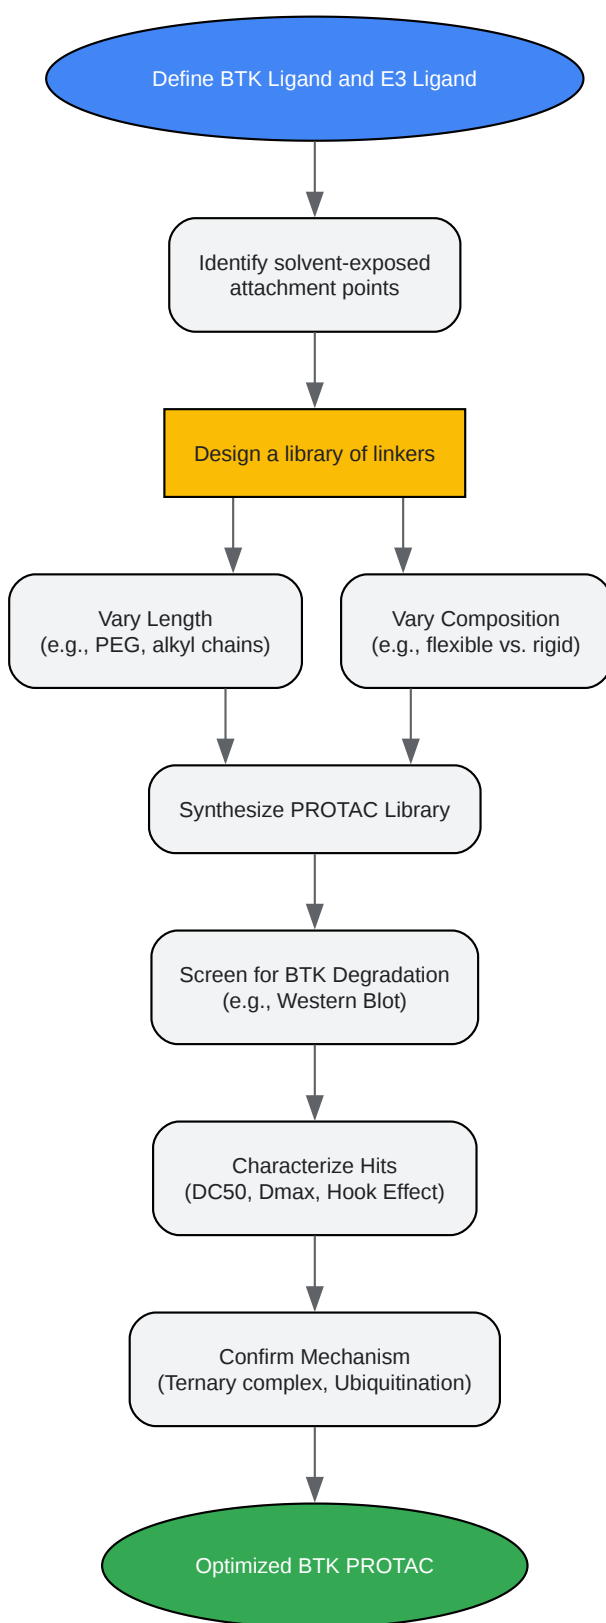 Define BTK Ligand and E3 Ligand
Identify solvent-exposed
attachment points
Design a library of linkers
Vary Length
(e.g., PEG, alkyl chains)
Vary Composition
(e.g., flexible vs. rigid)
Synthesize PROTAC Library
Screen for BTK Degradation
(e.g., Western Blot)
Characterize Hits
(DC50, Dmax, Hook Effect)
Confirm Mechanism
(Ternary complex, Ubiquitination)
Optimized BTK PROTAC